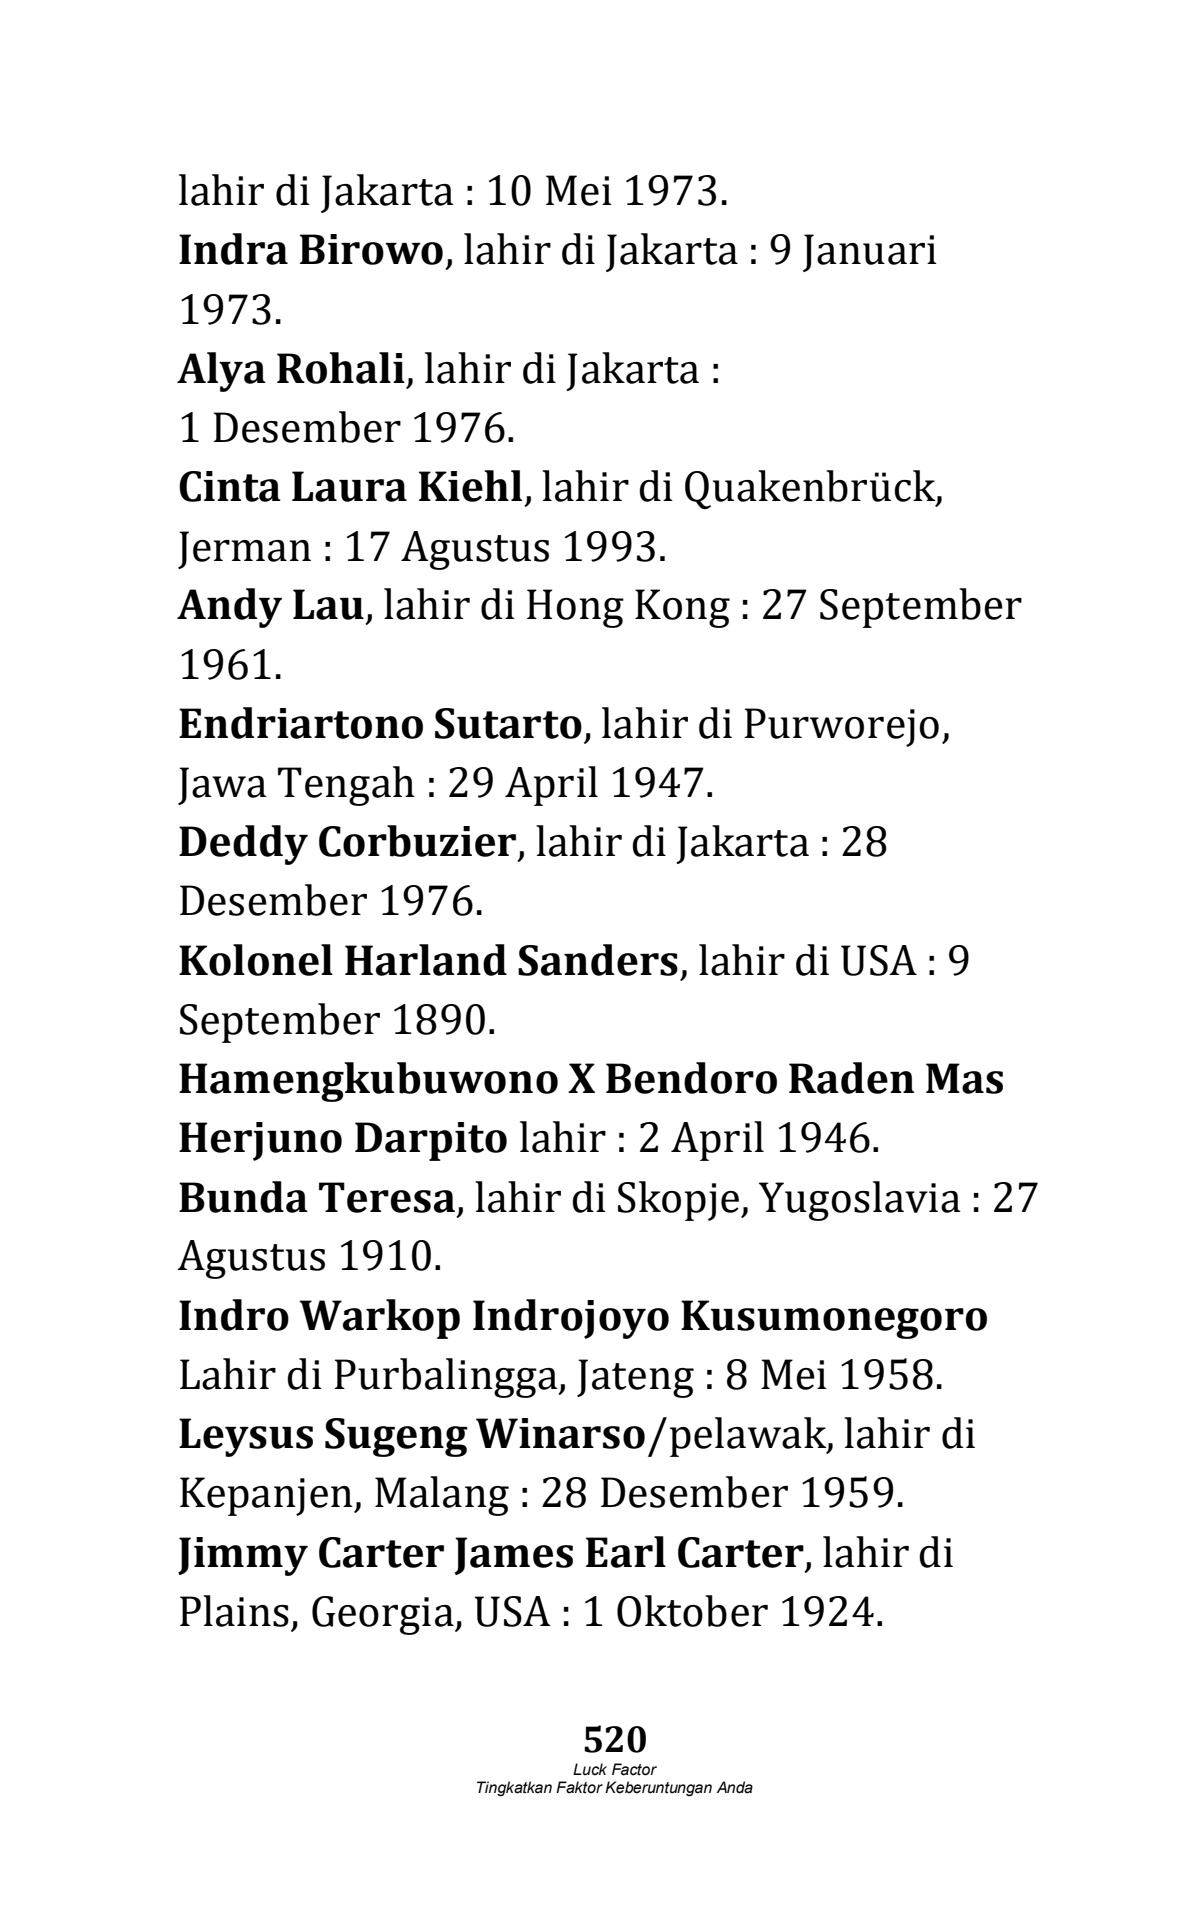 lahir di Jakarta : 10 Mei 1973.
Indra Birowo, lahir di Jakarta : 9 Januari
1973.
Alya Rohali, lahir di Jakarta :
1 Desember 1976.
Cinta Laura Kiehl, lahir di Quakenbrück,
Jerman : 17 Agustus 1993.
Andy Lau, lahir di Hong Kong : 27 September
1961.
Endriartono Sutarto, lahir di Purworejo,
Jawa Tengah : 29 April 1947.
Deddy Corbuzier, lahir di Jakarta : 28
Desember 1976.
Kolonel Harland Sanders, lahir di USA : 9
September 1890.
Hamengkubuwono X Bendoro Raden Mas
Herjuno Darpito lahir : 2 April 1946.
Bunda Teresa, lahir di Skopje, Yugoslavia : 27
Agustus 1910.
Indro Warkop Indrojoyo Kusumonegoro
Lahir di Purbalingga, Jateng : 8 Mei 1958.
Leysus Sugeng Winarso/pelawak, lahir di
Kepanjen, Malang : 28 Desember 1959.
Jimmy Carter James Earl Carter, lahir di
Plains, Georgia, USA : 1 Oktober 1924.
520
Luck Factor
Tingkatkan Faktor Keberuntungan Anda